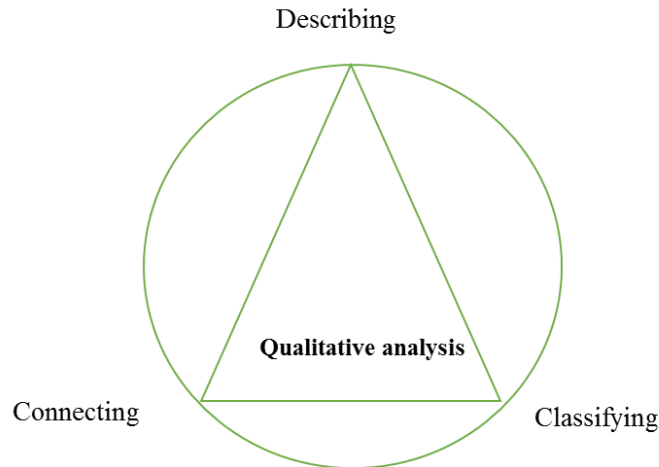 Describing
Qualitative analysis
Connecting
Classifying